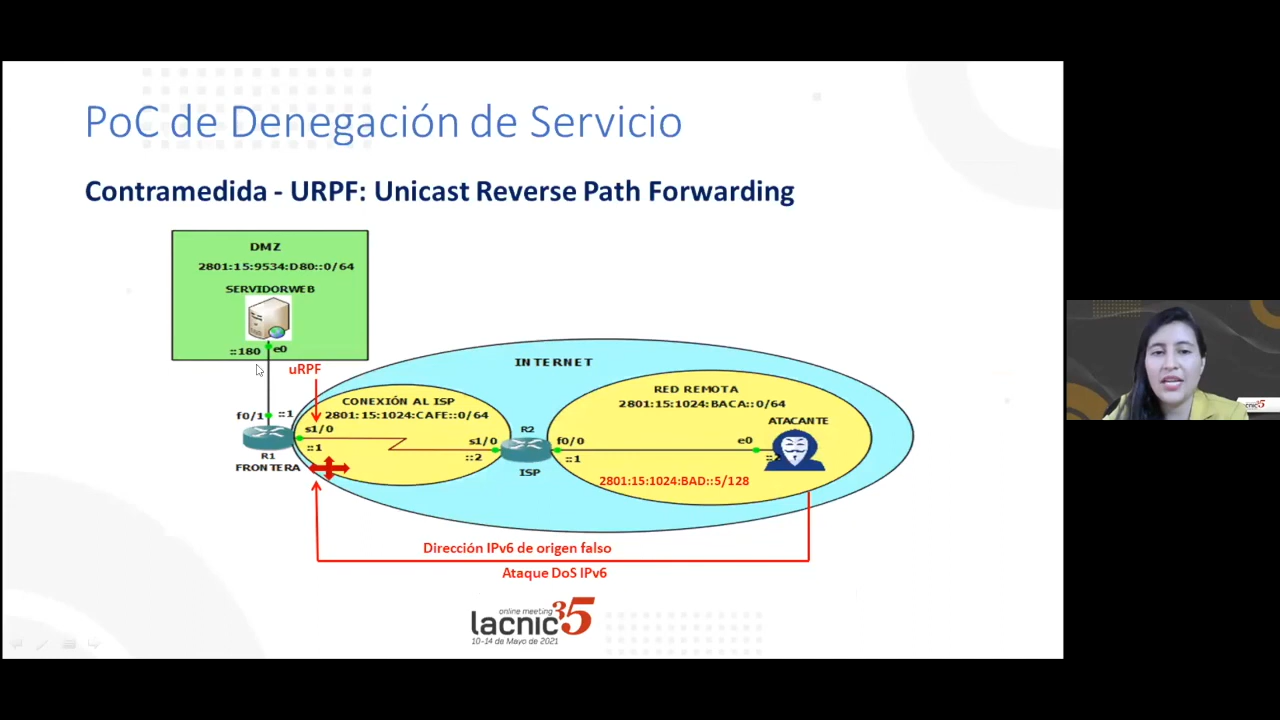 PoC de Denegación de Servicio
Contramedida - URPF: Unicast Reverse Path Forwarding
DMZ
2801:15:9534:D80::0/64
SERVIDORWEB
::180 e0
uRPF
INTERNET
CONEXIÓN AL ISP
2801:15:1024:CAFE::0/64
RED REMOTA
2801:15:1024:BACA::0/64
ATACANTE
f0/1 ::1
s1/0
::1
R1
FRONTERA
s1/0
::2
R2
ISP
f0/0
::1
e0
::2
2801:15:1024:BAD::5/128
Dirección IPv6 de origen falso
Ataque DoS IPv6
online meeting
lacnic35
10-14 de Mayo de 2021
lacnic35